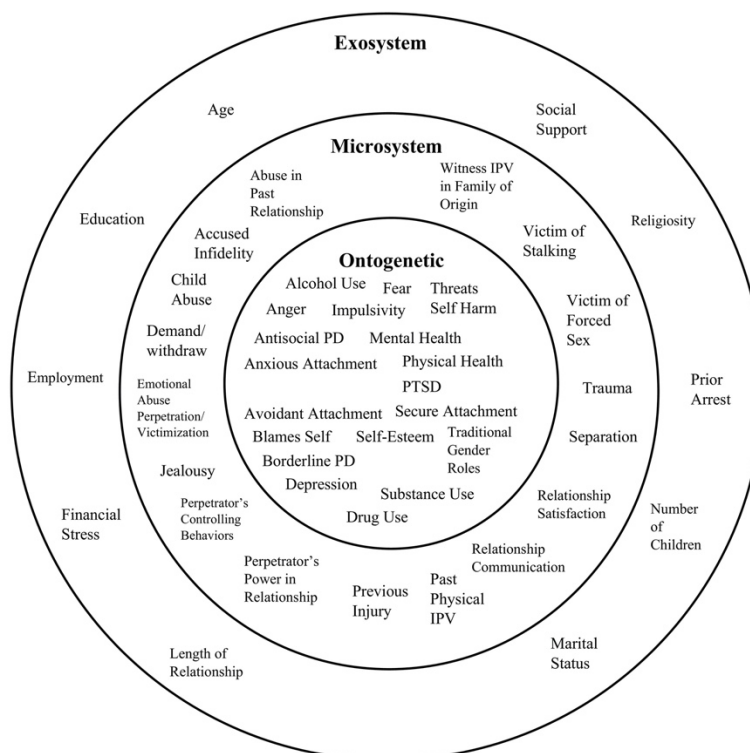 Exosystem
Age
Social
Support
Education
Religiosity
Employment
Prior
Arrest
Financial
Stress
Number
of
Children
Length of
Relationship
Marital
Status
Microsystem
Abuse in
Past
Relationship
Witness IPV
in Family of
Origin
Accused
Infidelity
Victim of
Stalking
Child
Abuse
Victim of
Forced
Sex
Demand/
withdraw
Emotional
Abuse
Perpetration/
Victimization
Trauma
Jealousy
Separation
Perpetrator's
Controlling
Behaviors
Relationship
Satisfaction
Perpetrator's
Power in
Relationship
Previous
Injury
Past
Physical
IPV
Relationship
Communication
Ontogenetic
Alcohol Use
Fear
Threats
Self Harm
Anger
Impulsivity
Antisocial PD
Mental Health
Anxious Attachment
Physical Health
PTSD
Avoidant Attachment
Secure Attachment
Blames Self
Self-Esteem
Traditional
Gender
Roles
Borderline PD
Depression
Substance Use
Drug Use